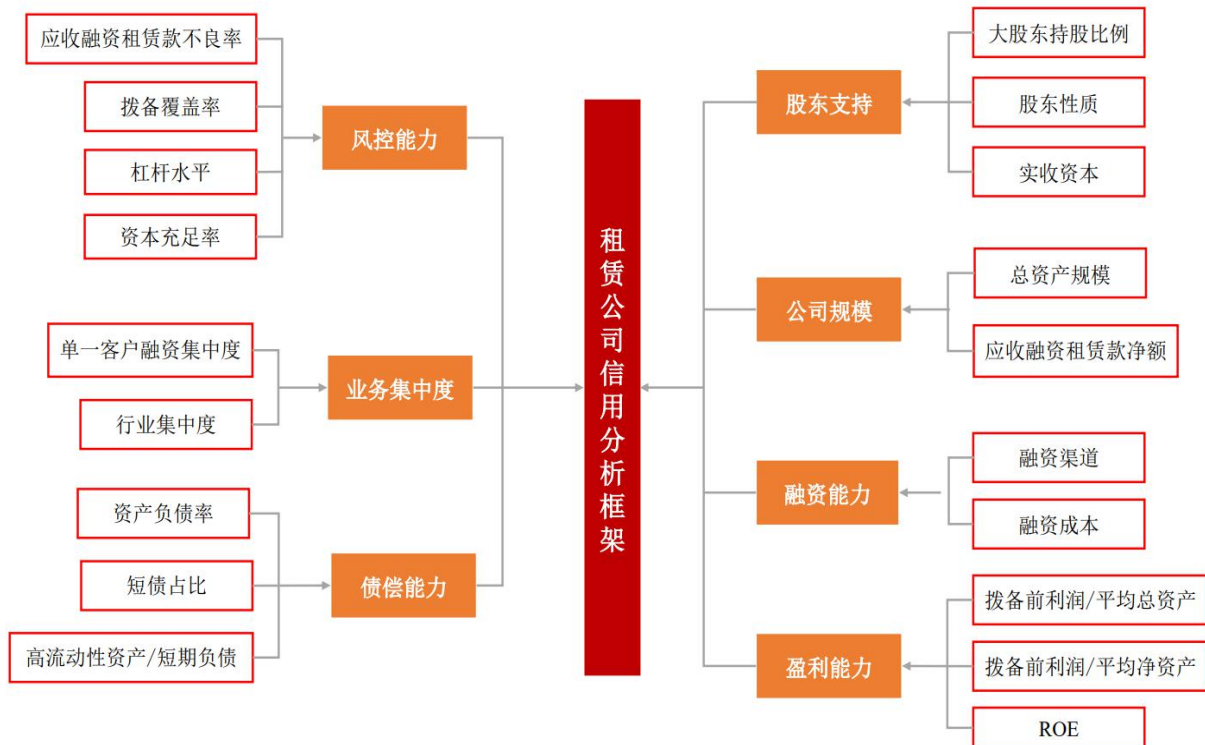 应收融资租赁款不良率
拨备覆盖率
杠杆水平
资本充足率
风控能力
单一客户融资集中度
行业集中度
业务集中度
资产负债率
短债占比
高流动性资产/短期负债
债偿能力
租赁公司信用分析框架
股东支持
大股东持股比例
股东性质
实收资本
公司规模
总资产规模
应收融资租赁款净额
融资能力
融资渠道
融资成本
盈利能力
拨备前利润/平均总资产
拨备前利润/平均净资产
ROE